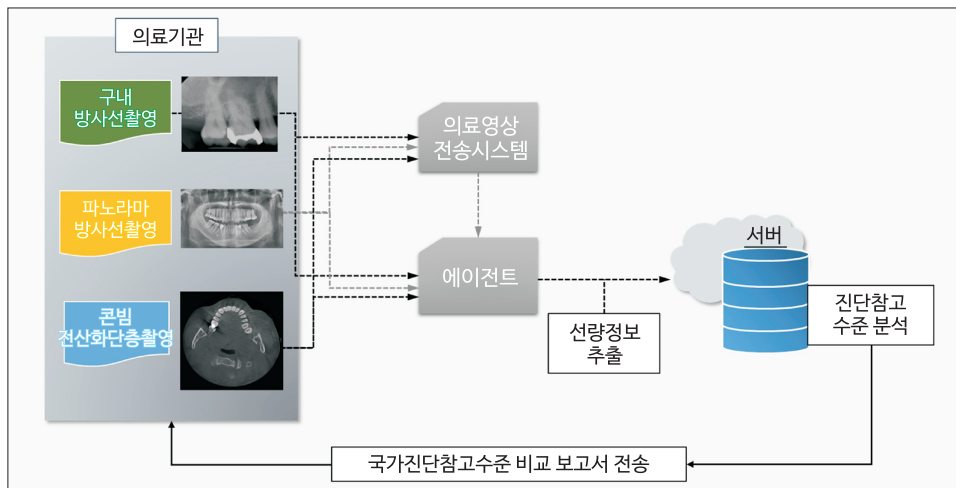 의료기관
구내
방사선촬영
파노라마
방사선촬영
콘빔
전산화단층촬영
의료영상
전송시스템
에이전트
선량정보
추출
서버
진단참고
수준 분석
국가진단참고수준 비교 보고서 전송